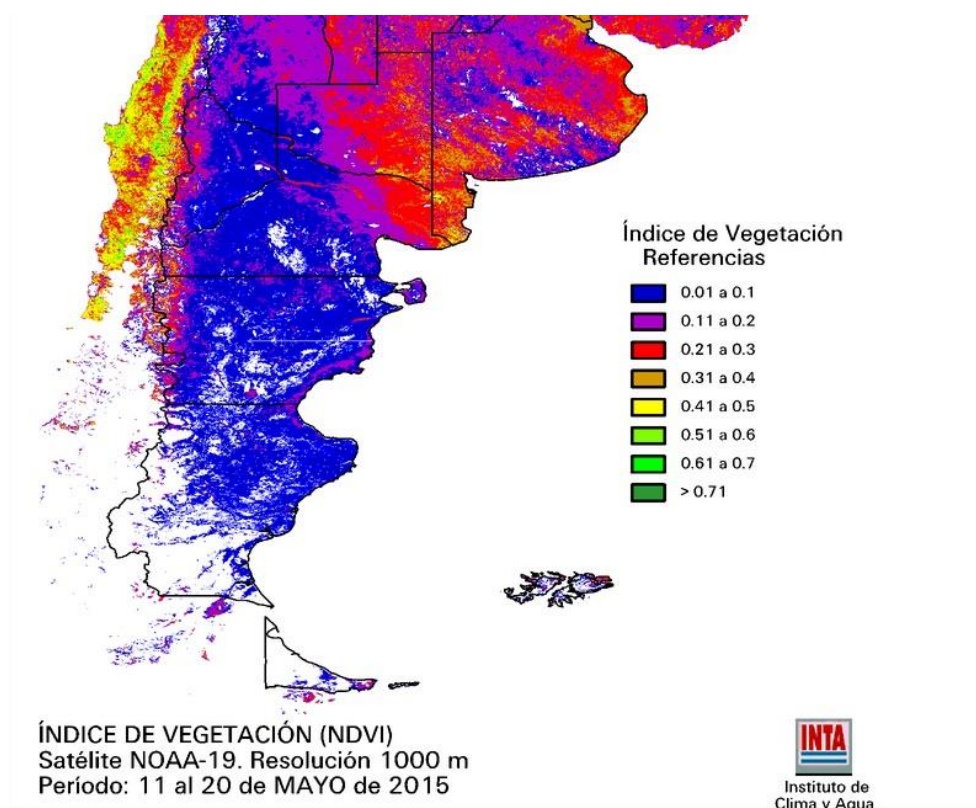 Índice de Vegetación
Referencias
0.01 a 0.1
0.11 a 0.2
0.21 a 0.3
0.31 a 0.4
0.41 a 0.5
0.51 a 0.6
0.61 a 0.7
> 0.71
ÍNDICE DE VEGETACIÓN (NDVI)
Satélite NOAA-19. Resolución 1000 m
Período: 11 al 20 de MAYO de 2015
INTA
Instituto de
Clima y Agua